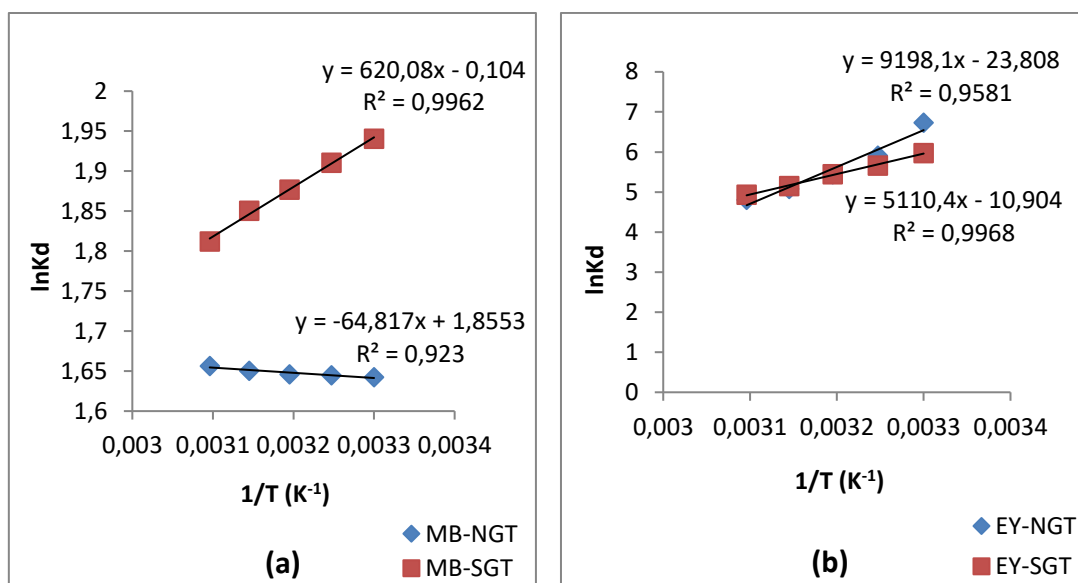 y = 620,08x - 0,104
R² = 0,9962
2
1,95
1,9
1,85
1,8
1,75
1,7
1,65
1,6
lnKd
y = -64,817x + 1,8553
R² = 0,923
0,003 0,0031 0,0032 0,0033 0,0034
1/T (K⁻¹)
MB-NGT
MB-SGT
(a)
y = 9198,1x - 23,808
R² = 0,9581
8
7
6
5
4
3
2
1
0
lnKd
y = 5110,4x - 10,904
R² = 0,9968
0,003 0,0031 0,0032 0,0033 0,0034
1/T (K⁻¹)
EY-NGT
EY-SGT
(b)